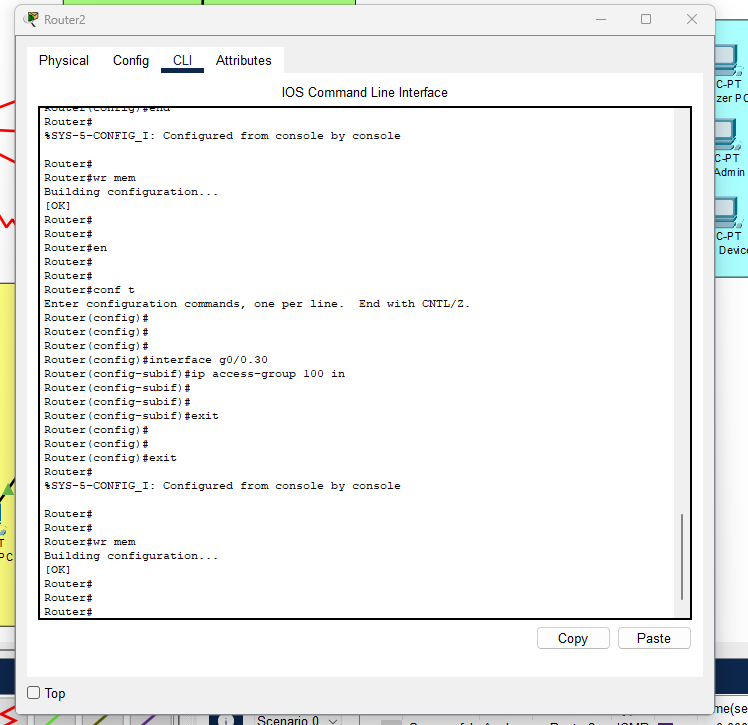 Router2
Physical Config CLI Attributes
IOS Command Line Interface
Router(config)#end
Router#
%SYS-5-CONFIG_I: Configured from console by console
Router#
Router#wr mem
Building configuration...
[OK]
Router#
Router#
Router#en
Router#
Router#
Router#conf t
Enter configuration commands, one per line.  End with CNTL/Z.
Router(config)#
Router(config)#
Router(config)#
Router(config)#interface g0/0.30
Router(config-subif)#ip access-group 100 in
Router(config-subif)#
Router(config-subif)#
Router(config-subif)#exit
Router(config)#
Router(config)#
Router(config)#exit
Router#
%SYS-5-CONFIG_I: Configured from console by console
Router#
Router#
Router#wr mem
Building configuration...
[OK]
Router#
Router#
Router#
Copy Paste
Top
C-PT
zer PC
C-PT
Admin
C-PT
Device
T
PC
Scenario 0
me(se